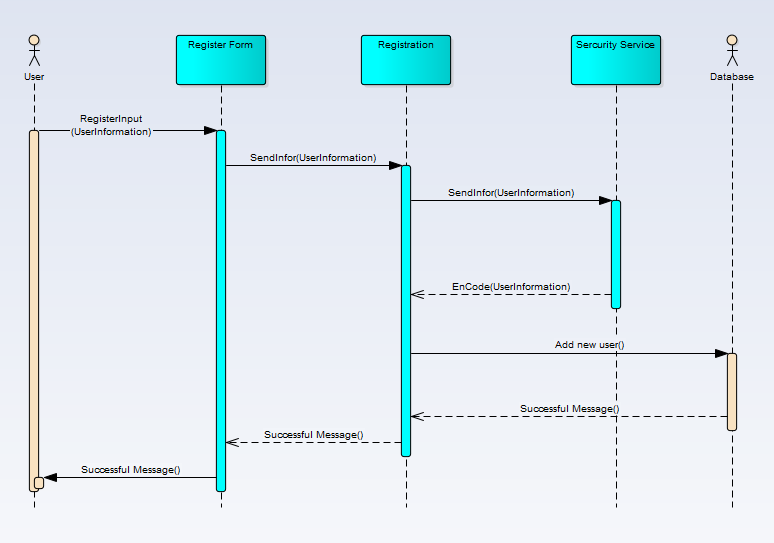 User
Register Form
Registration
Sercurity Service
Database
RegisterInput
(UserInformation)
SendInfor(UserInformation)
SendInfor(UserInformation)
EnCode(UserInformation)
Add new user()
Successful Message()
Successful Message()
Successful Message()